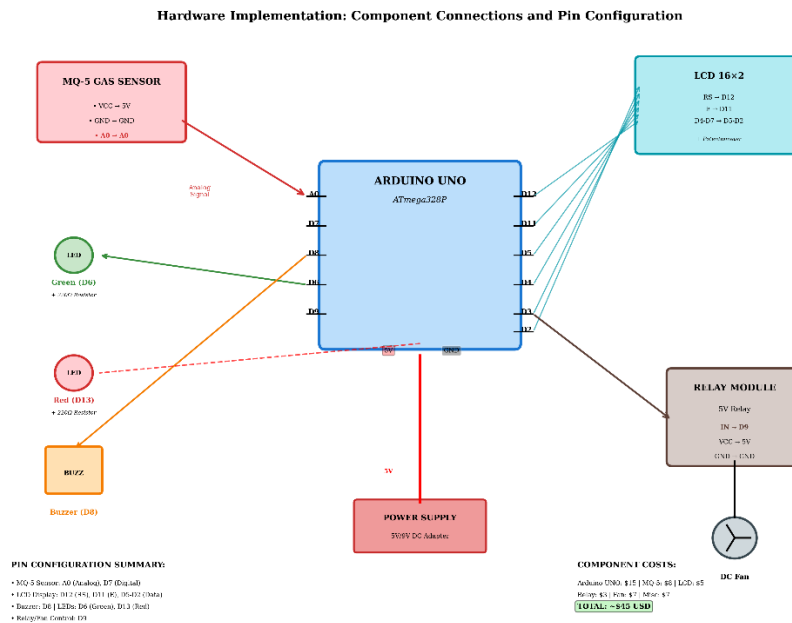 Hardware Implementation: Component Connections and Pin Configuration
MQ-5 GAS SENSOR
• VCC → 5V
• GND → GND
• A0 → A0
Analog
Signal
LED
Green (D6)
+ 220Ω Resistor
LED
Red (D13)
+ 220Ω Resistor
BUZZ
Buzzer (D8)
ARDUINO UNO
ATmega328P
A0
D7
D8
D6
D9
D12
D11
D5
D4
D3
D2
5V
GND
5V
POWER SUPPLY
5V/9V DC Adapter
LCD 16×2
RS → D12
E → D11
D4-D7 → D5-D2
Potentiometer
RELAY MODULE
5V Relay
IN → D9
VCC → 5V
GND → GND
DC Fan
PIN CONFIGURATION SUMMARY:
• MQ-5 Sensor: A0 (Analog), D7 (Digital)
• LCD Display: D12 (RS), D11 (E), D5-D2 (Data)
• Buzzer: D8 | LEDs: D6 (Green), D13 (Red)
• Relay/Fan Control: D9
COMPONENT COSTS:
Arduino UNO: $15 | MQ-5: $8 | LCD: $5
Relay: $3 | Fan: $7 | Misc: $7
TOTAL: ~$45 USD